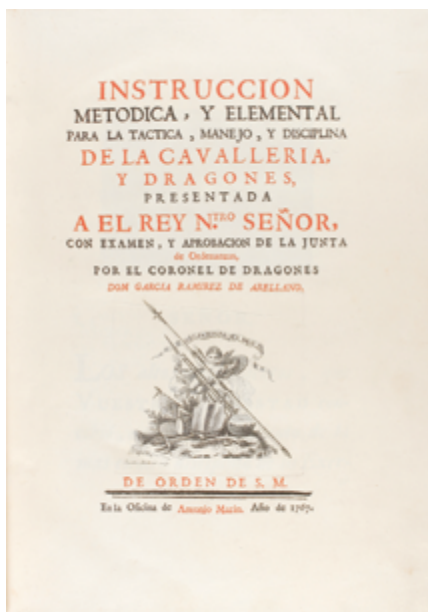 INSTRUCCION
METODICA, Y ELEMENTAL
PARA LA TACTICA, MANEJO, Y DISCIPLINA
DE LA CAVALLERIA,
Y DRAGONES,
PRESENTADA
A EL REY N.TRO SEÑOR,
CON EXAMEN, Y APROBACION DE LA JUNTA
de Ordenanzas,
POR EL CORONEL DE DRAGONES
DOM GARCIA RAMIREZ DE ARELLANO,
DE ORDEN DE S. M.
En la Oficina de Antonio Marin. Año de 1767.